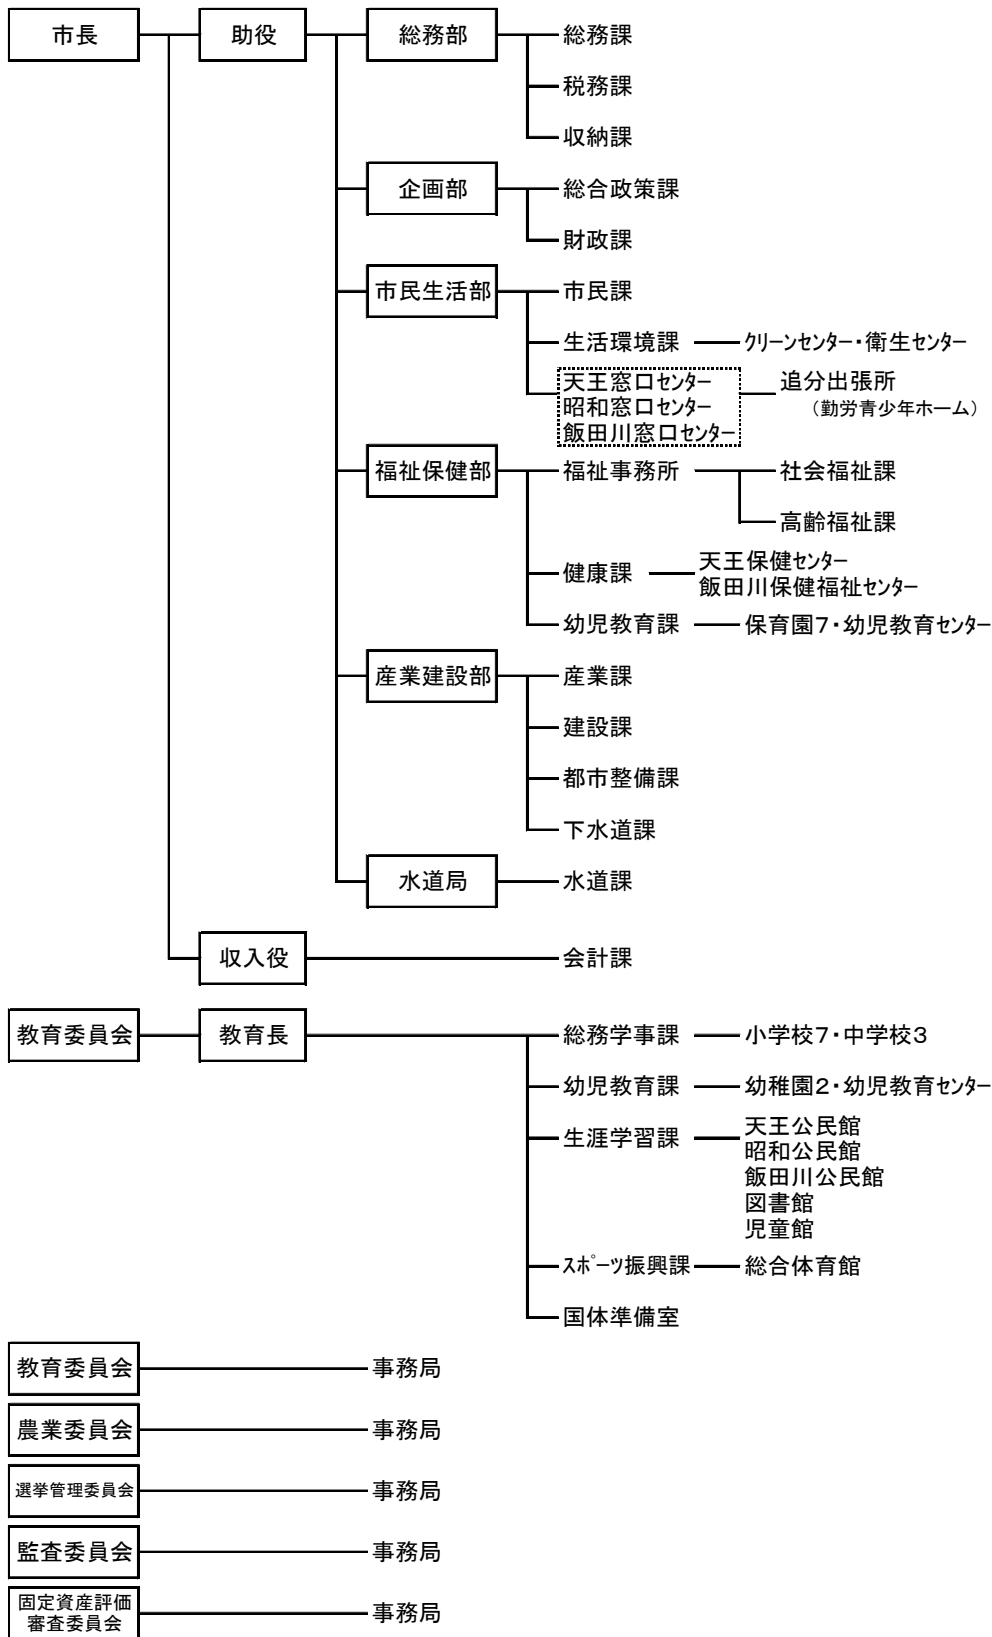 市長 助役 総務部 総務課
税務課
収納課
企画部 総合政策課
財政課
市民生活部 市民課
生活環境課 クリーンセンター・衛生センター
天王窓口センター 追分出張所
昭和窓口センター （勤労青少年ホーム）
飯田川窓口センター
福祉保健部 福祉事務所 社会福祉課
高齢福祉課
健康課 天王保健センター
飯田川保健福祉センター
幼児教育課 保育園７・幼児教育センター
産業建設部 産業課
建設課
都市整備課
下水道課
水道局 水道課
収入役 会計課
教育委員会 教育長 総務学事課 小学校７・中学校３
幼児教育課 幼稚園２・幼児教育センター
生涯学習課 天王公民館
昭和公民館
飯田川公民館
図書館
児童館
スポーツ振興課 総合体育館
国体準備室
教育委員会 事務局
農業委員会 事務局
選挙管理委員会 事務局
監査委員会 事務局
固定資産評価
審査委員会 事務局